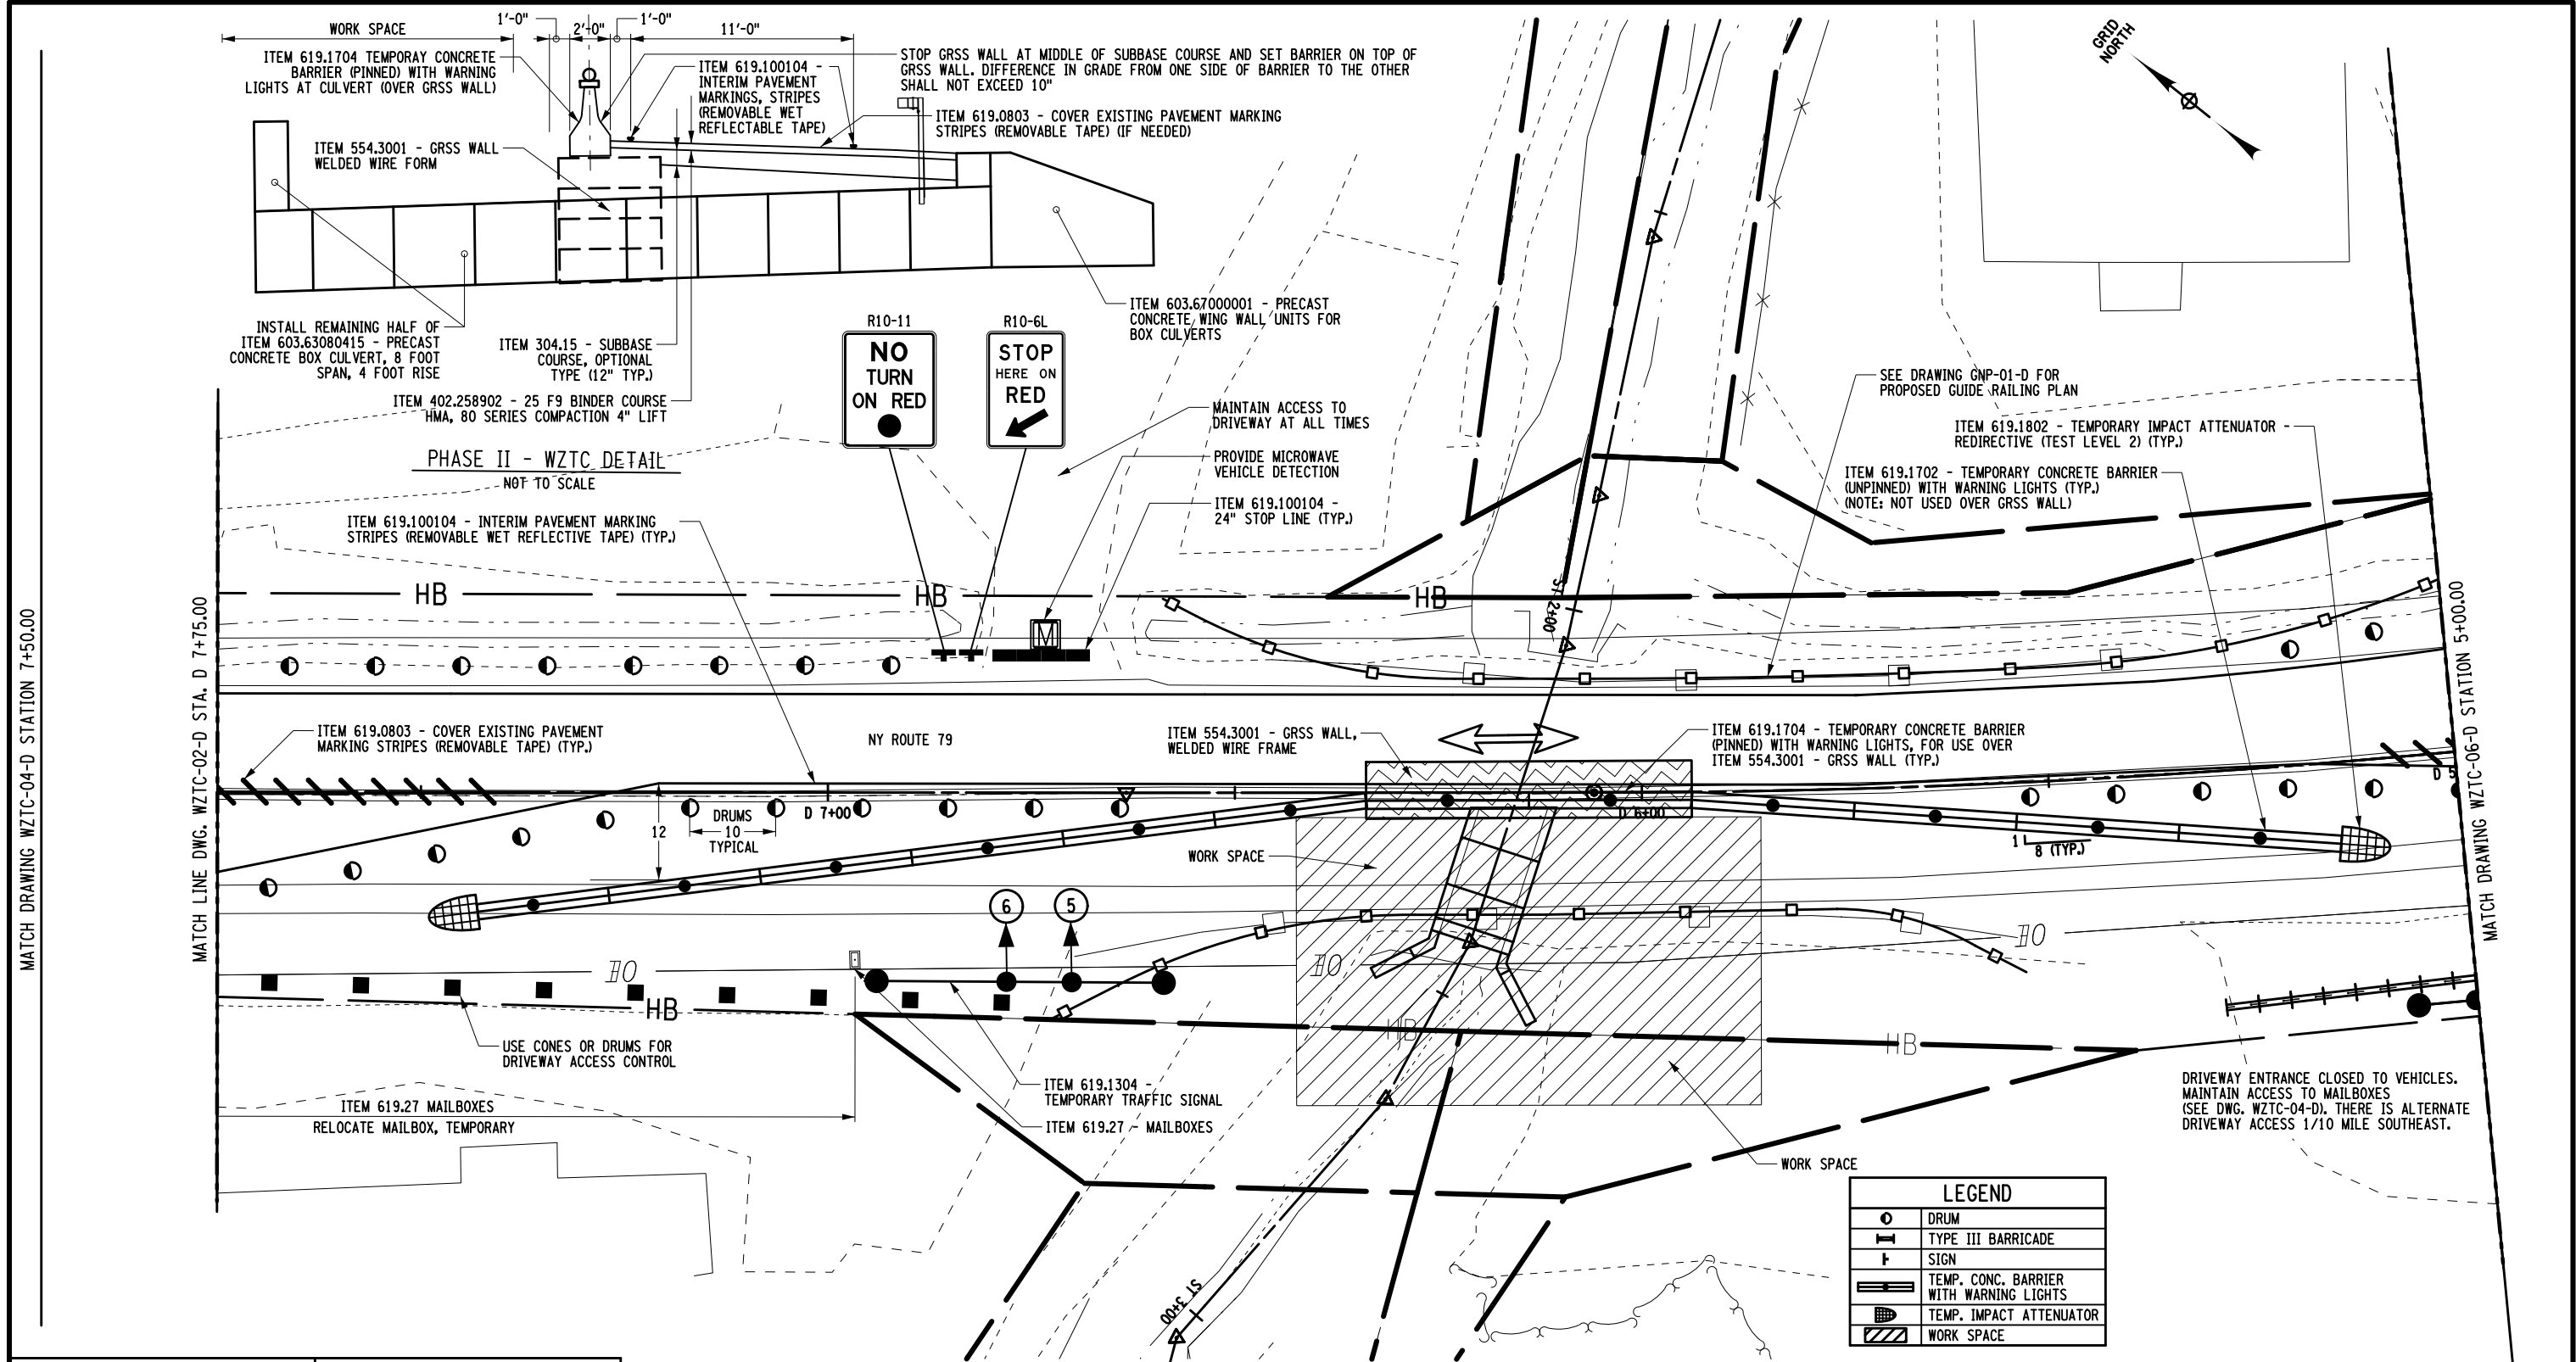 1'-0"
1'-0"
WORK SPACE
2'-0"
11'-0"
ITEM 619.1704 TEMPORAY CONCRETE
BARRIER (PINNED) WITH WARNING
LIGHTS AT CULVERT (OVER GRSS WALL)
ITEM 619.100104 -
INTERIM PAVEMENT
MARKINGS, STRIPES
(REMOVABLE WET
REFLECTABLE TAPE)
STOP GRSS WALL AT MIDDLE OF SUBBASE COURSE AND SET BARRIER ON TOP OF
GRSS WALL. DIFFERENCE IN GRADE FROM ONE SIDE OF BARRIER TO THE OTHER
SHALL NOT EXCEED 10"
ITEM 619.0803 - COVER EXISTING PAVEMENT MARKING
STRIPES (REMOVABLE TAPE) (IF NEEDED)
ITEM 554.3001 - GRSS WALL
WELDED WIRE FORM
GRID
NORTH
INSTALL REMAINING HALF OF
ITEM 603.63080415 - PRECAST
CONCRETE BOX CULVERT, 8 FOOT
SPAN, 4 FOOT RISE
ITEM 304.15 - SUBBASE
COURSE, OPTIONAL
TYPE (12" TYP.)
ITEM 402.258902 - 25 F9 BINDER COURSE
HMA, 80 SERIES COMPACTION 4" LIFT
ITEM 603.67000001 - PRECAST
CONCRETE WING WALL UNITS FOR
BOX CULVERTS
PHASE II - WZTC DETAIL
NOT TO SCALE
R10-11
NO
TURN
ON RED
R10-6L
STOP
HERE ON
RED
MAINTAIN ACCESS TO
DRIVEWAY AT ALL TIMES
PROVIDE MICROWAVE
VEHICLE DETECTION
ITEM 619.100104 -
24" STOP LINE (TYP.)
SEE DRAWING GNP-01-D FOR
PROPOSED GUIDE RAILING PLAN
ITEM 619.1802 - TEMPORARY IMPACT ATTENUATOR -
REDIRECTIVE (TEST LEVEL 2) (TYP.)
ITEM 619.1702 - TEMPORARY CONCRETE BARRIER
(UNPINNED) WITH WARNING LIGHTS (TYP.)
(NOTE: NOT USED OVER GRSS WALL)
ITEM 619.100104 - INTERIM PAVEMENT MARKING
STRIPES (REMOVABLE WET REFLECTIVE TAPE) (TYP.)
HB
HB
HB
M
ST 2+00
MATCH DRAWING WZTC-04-D STATION 7+50.00
MATCH LINE DWG. WZTC-02-D STA. D 7+75.00
MATCH DRAWING WZTC-06-D STATION 5+00.00
ITEM 619.0803 - COVER EXISTING PAVEMENT
MARKING STRIPES (REMOVABLE TAPE) (TYP.)
NY ROUTE 79
ITEM 554.3001 - GRSS WALL,
WELDED WIRE FRAME
ITEM 619.1704 - TEMPORARY CONCRETE BARRIER
(PINNED) WITH WARNING LIGHTS, FOR USE OVER
ITEM 554.3001 - GRSS WALL (TYP.)
D 5
12
DRUMS
10
TYPICAL
D 7+00
D 6+00
WORK SPACE
1
8 (TYP.)
6
5
HB
HB
HB
USE CONES OR DRUMS FOR
DRIVEWAY ACCESS CONTROL
ITEM 619.27 MAILBOXES
RELOCATE MAILBOX, TEMPORARY
ITEM 619.1304 -
TEMPORARY TRAFFIC SIGNAL
ITEM 619.27 - MAILBOXES
DRIVEWAY ENTRANCE CLOSED TO VEHICLES.
MAINTAIN ACCESS TO MAILBOXES
(SEE DWG. WZTC-04-D). THERE IS ALTERNATE
DRIVEWAY ACCESS 1/10 MILE SOUTHEAST.
WORK SPACE
ST 3+00
LEGEND
DRUM
TYPE III BARRICADE
SIGN
TEMP. CONC. BARRIER
WITH WARNING LIGHTS
TEMP. IMPACT ATTENUATOR
WORK SPACE